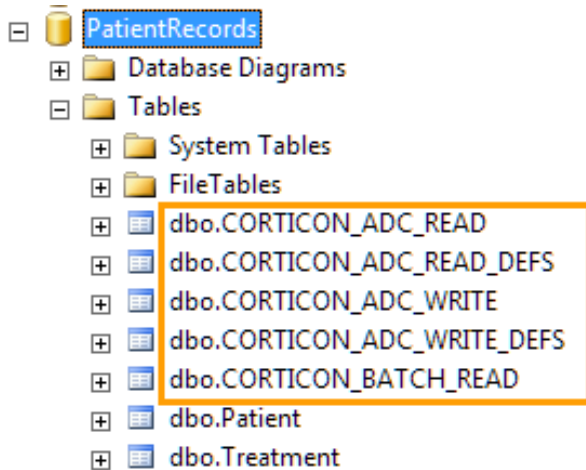 PatientRecords
Database Diagrams
Tables
System Tables
FileTables
dbo.CORTICON_ADC_READ
dbo.CORTICON_ADC_READ_DEFS
dbo.CORTICON_ADC_WRITE
dbo.CORTICON_ADC_WRITE_DEFS
dbo.CORTICON_BATCH_READ
dbo.Patient
dbo.Treatment